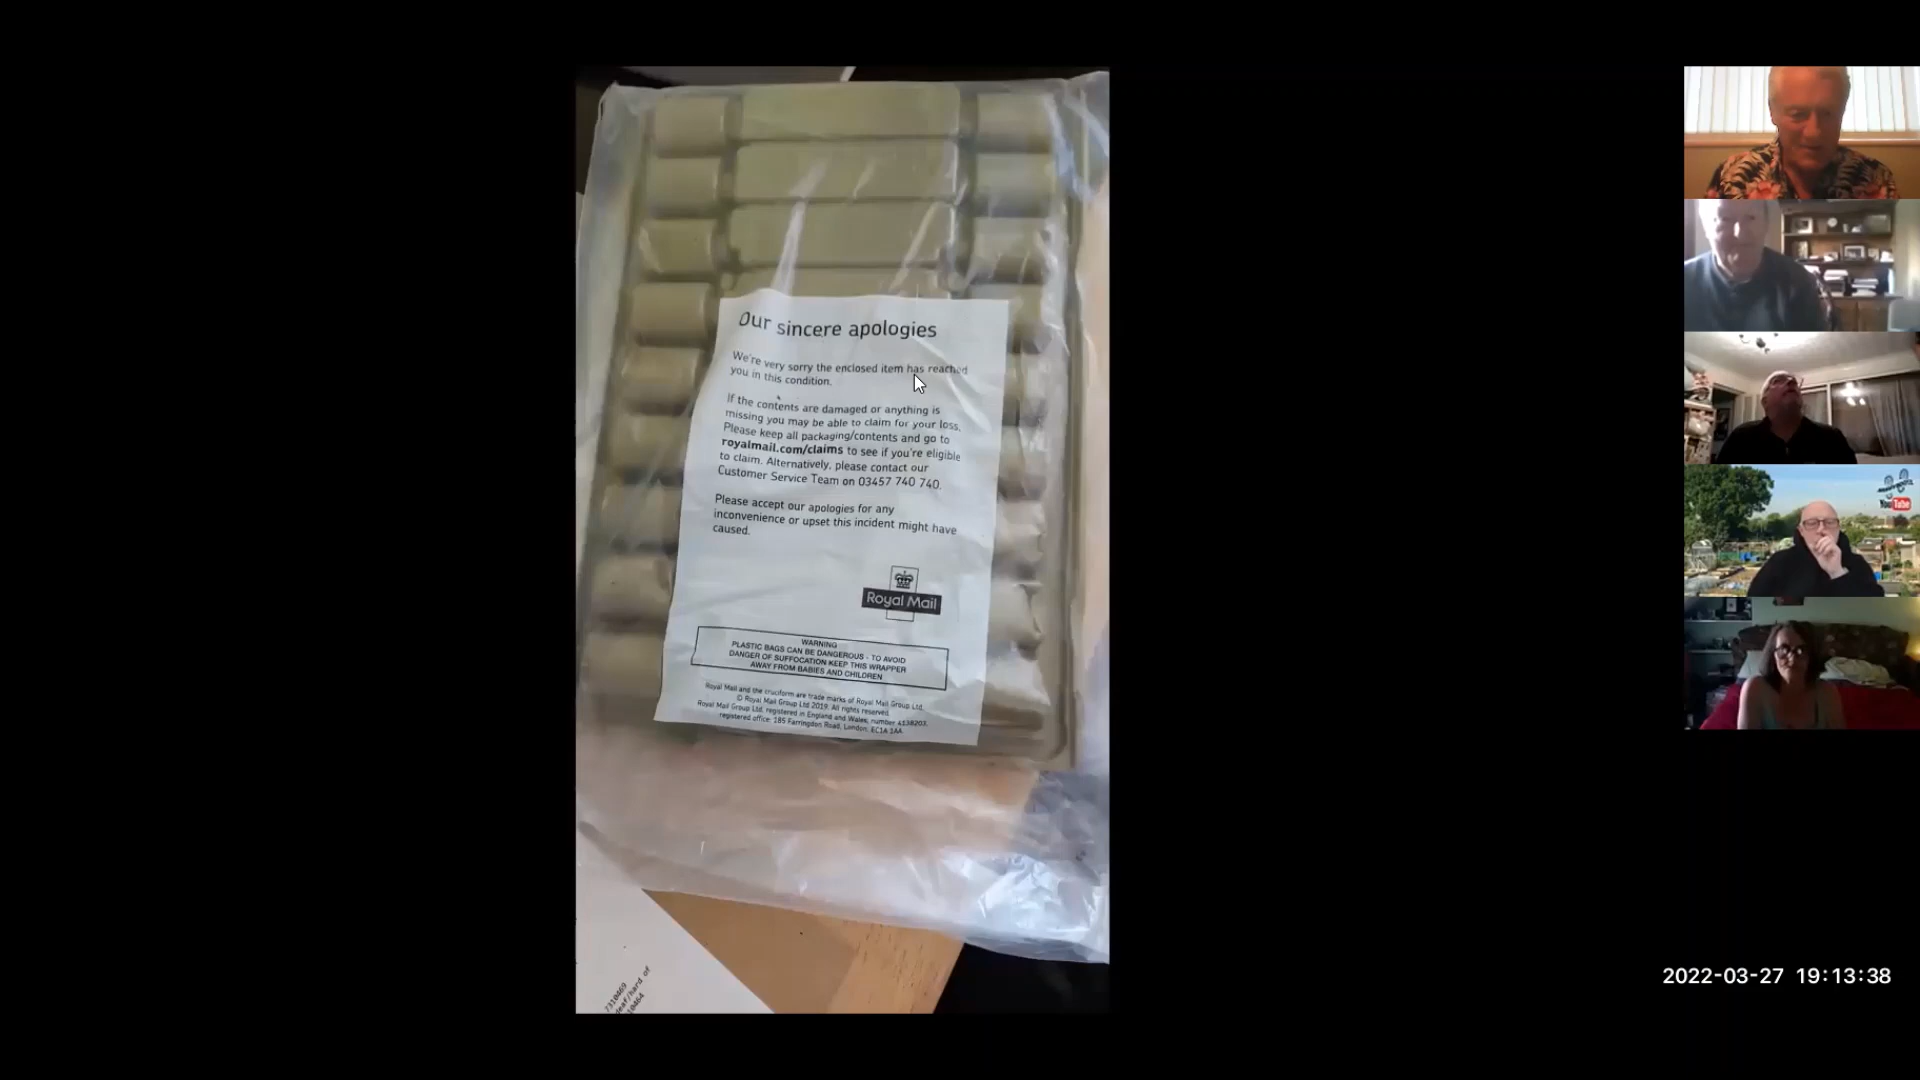 Our sincere apologies
We're very sorry the enclosed item has reached
you in this condition.
If the contents are damaged or anything is
missing you may be able to claim for your loss.
Please keep all packaging/contents and go to
royalmail.com/claims to see if you're eligible
to claim. Alternatively, please contact our
Customer Service Team on 03457 740 740.
Please accept our apologies for any
inconvenience or upset this incident might have
caused.
Royal Mail
WARNING
PLASTIC BAGS CAN BE DANGEROUS - TO AVOID
DANGER OF SUFFOCATION KEEP THIS WRAPPER
AWAY FROM BABIES AND CHILDREN
Royal Mail and the cruciform are trade marks of Royal Mail Group Ltd.
© Royal Mail Group Ltd 2019. All rights reserved.
Royal Mail Group Ltd, registered in England and Wales, number 4138203,
registered office: 185 Farringdon Road, London, EC1A 1AA
7310469
deaf/hard of
10464
YouTube
2022-03-27 19:13:38